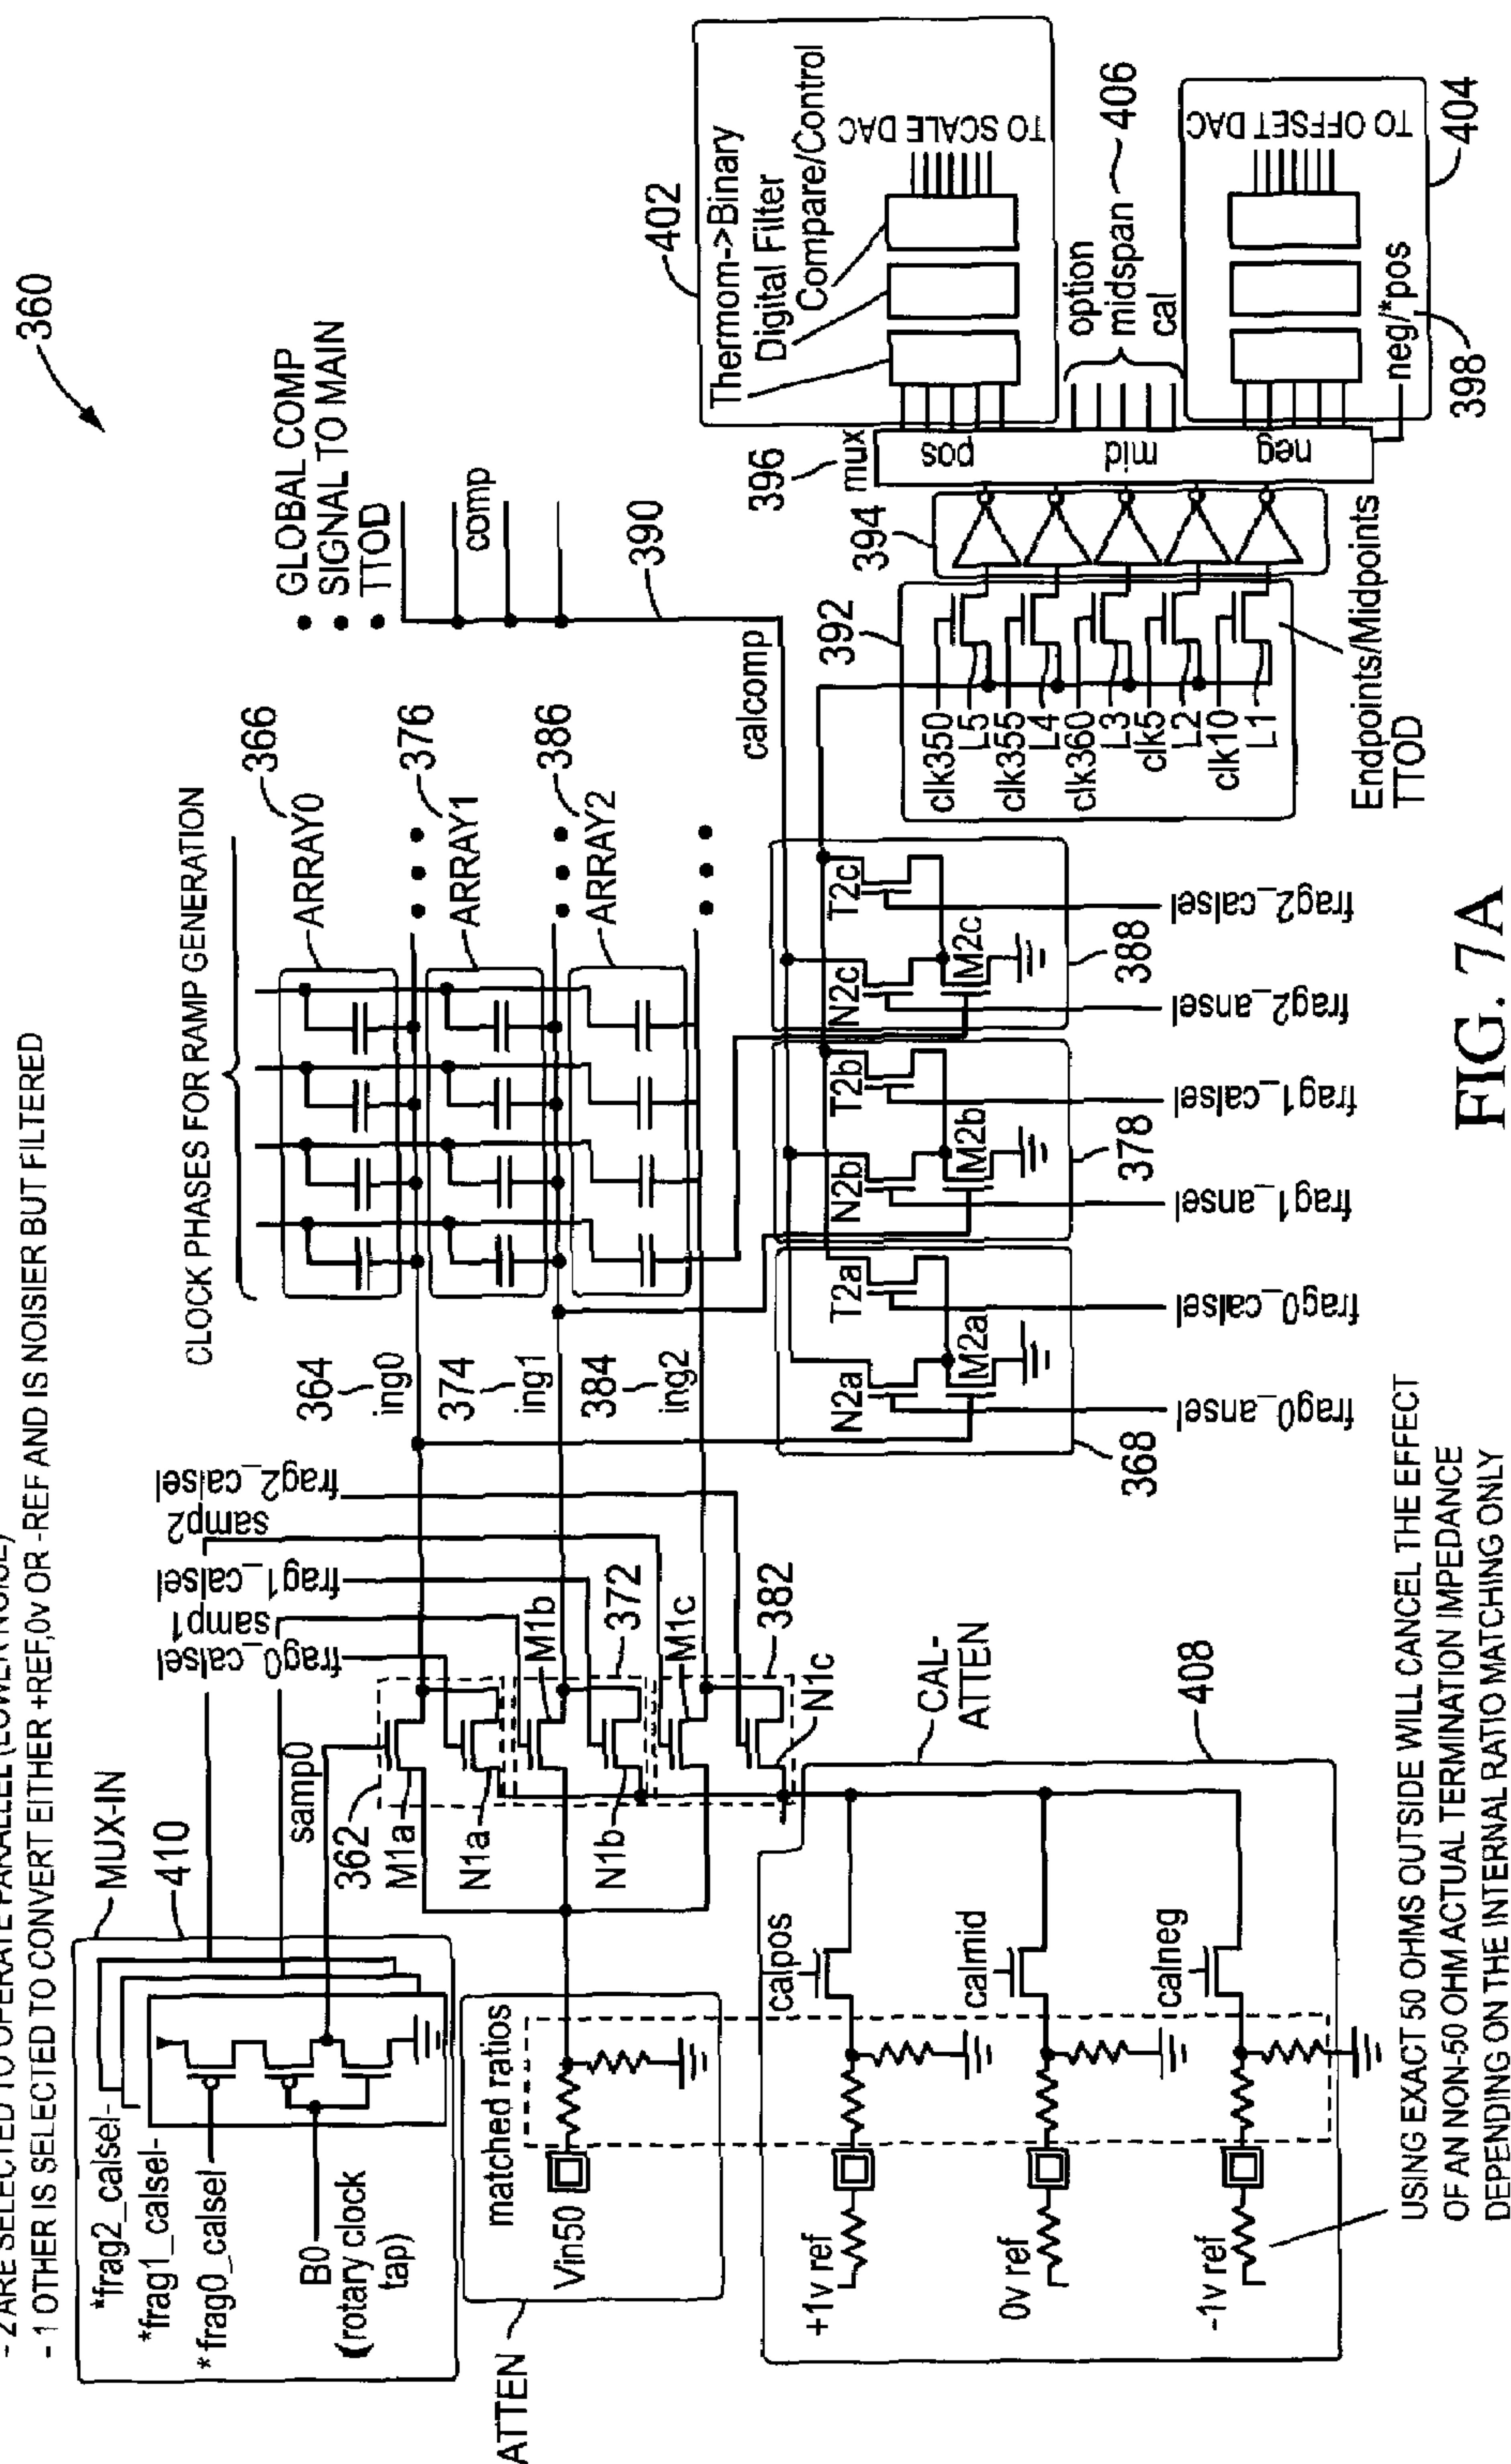 - 2 ARE SELECTED TO OPERATE PARALLEL (LOWER NOISE)
- 1 OTHER IS SELECTED TO CONVERT EITHER +REF,0v OR -REF AND IS NOISIER BUT FILTERED
360
MUX-IN
410
*frag2_calsel
*frag1_calsel
*frag0_calsel
B0
(rotary clock
tap)
ATTEN
matched ratios
Vin50
+1v ref
0v ref
-1v ref
calpos
calmid
calneg
CAL-
ATTEN
408
USING EXACT 50 OHMS OUTSIDE WILL CANCEL THE EFFECT
OF AN NON-50 OHM ACTUAL TERMINATION IMPEDANCE
DEPENDING ON THE INTERNAL RATIO MATCHING ONLY
samp0
frag0_calsel
samp1
frag1_calsel
samp2
frag2_calsel
362
M1a
N1a
M1b
372
N1b
M1c
382
N1c
364
ing0
374
ing1
384
ing2
CLOCK PHASES FOR RAMP GENERATION
366
ARRAY0
376
ARRAY1
386
ARRAY2
368
N2a
M2a
T2a
frag0_ansel
frag0_calsel
378
N2b
M2b
T2b
frag1_ansel
frag1_calsel
388
N2c
M2c
T2c
frag2_ansel
frag2_calsel
• GLOBAL COMP
• SIGNAL TO MAIN
• TTOD
comp
390
calcomp
392
clk350
L5
clk355
L4
clk360
L3
clk5
L2
clk10
L1
Endpoints/Midpoints
TTOD
394
396
mux
pos
mid
neg
402
Thermom->Binary
Digital Filter
Compare/Control
TO SCALE DAC
option
midspan
cal
406
TO OFFSET DAC
404
neg/*pos
398
FIG. 7A